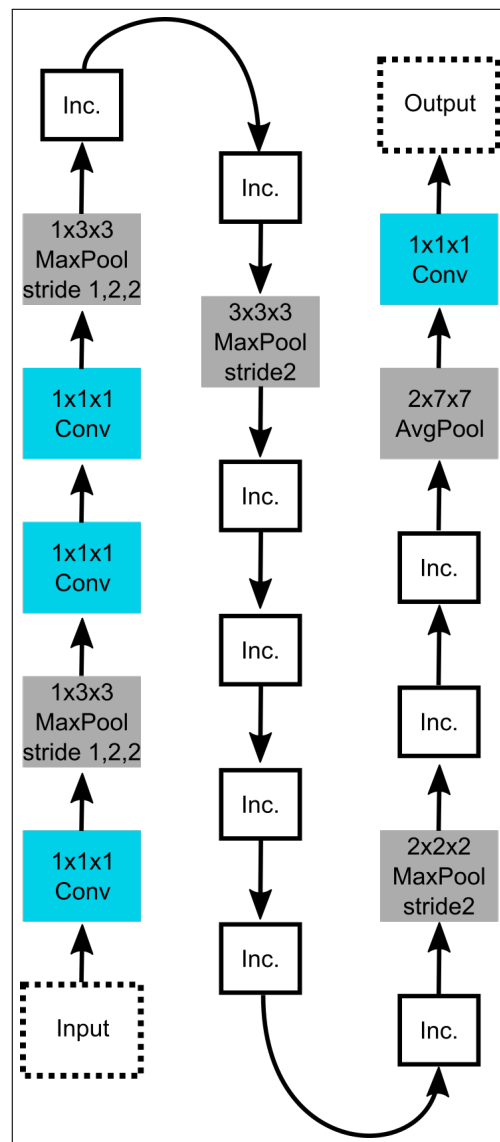 Input
1x1x1
Conv
1x3x3
MaxPool
stride 1,2,2
1x1x1
Conv
1x1x1
Conv
1x3x3
MaxPool
stride 1,2,2
Inc.
Inc.
3x3x3
MaxPool
stride2
Inc.
Inc.
Inc.
Inc.
Inc.
2x2x2
MaxPool
stride2
Inc.
Inc.
2x7x7
AvgPool
1x1x1
Conv
Output